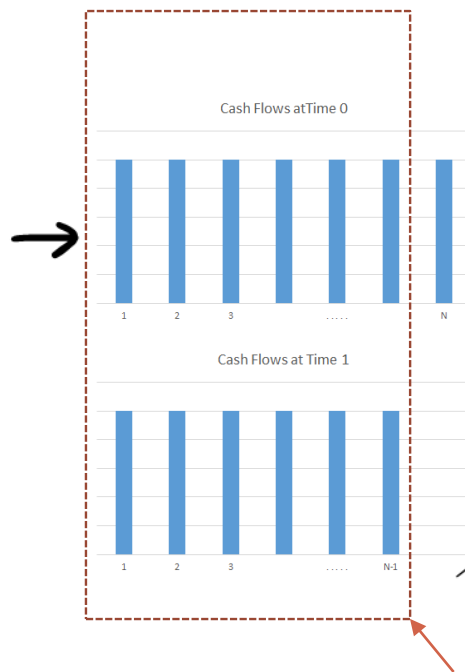 Cash Flows atTime 0
1 2 3 ..... N
Cash Flows at Time 1
1 2 3 ..... N-1